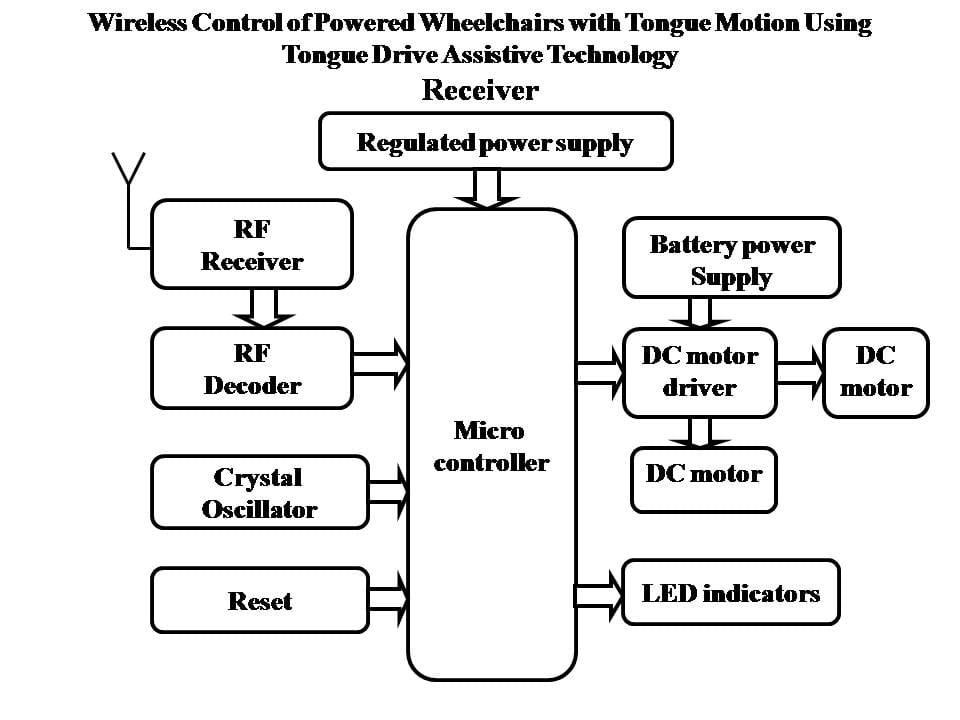 Wireless Control of Powered Wheelchairs with Tongue Motion Using
Tongue Drive Assistive Technology
Receiver
Regulated power supply
RF
Receiver
Battery power
Supply
RF
Decoder
DC motor
driver
DC
motor
Micro
controller
Crystal
Oscillator
DC motor
Reset
LED indicators